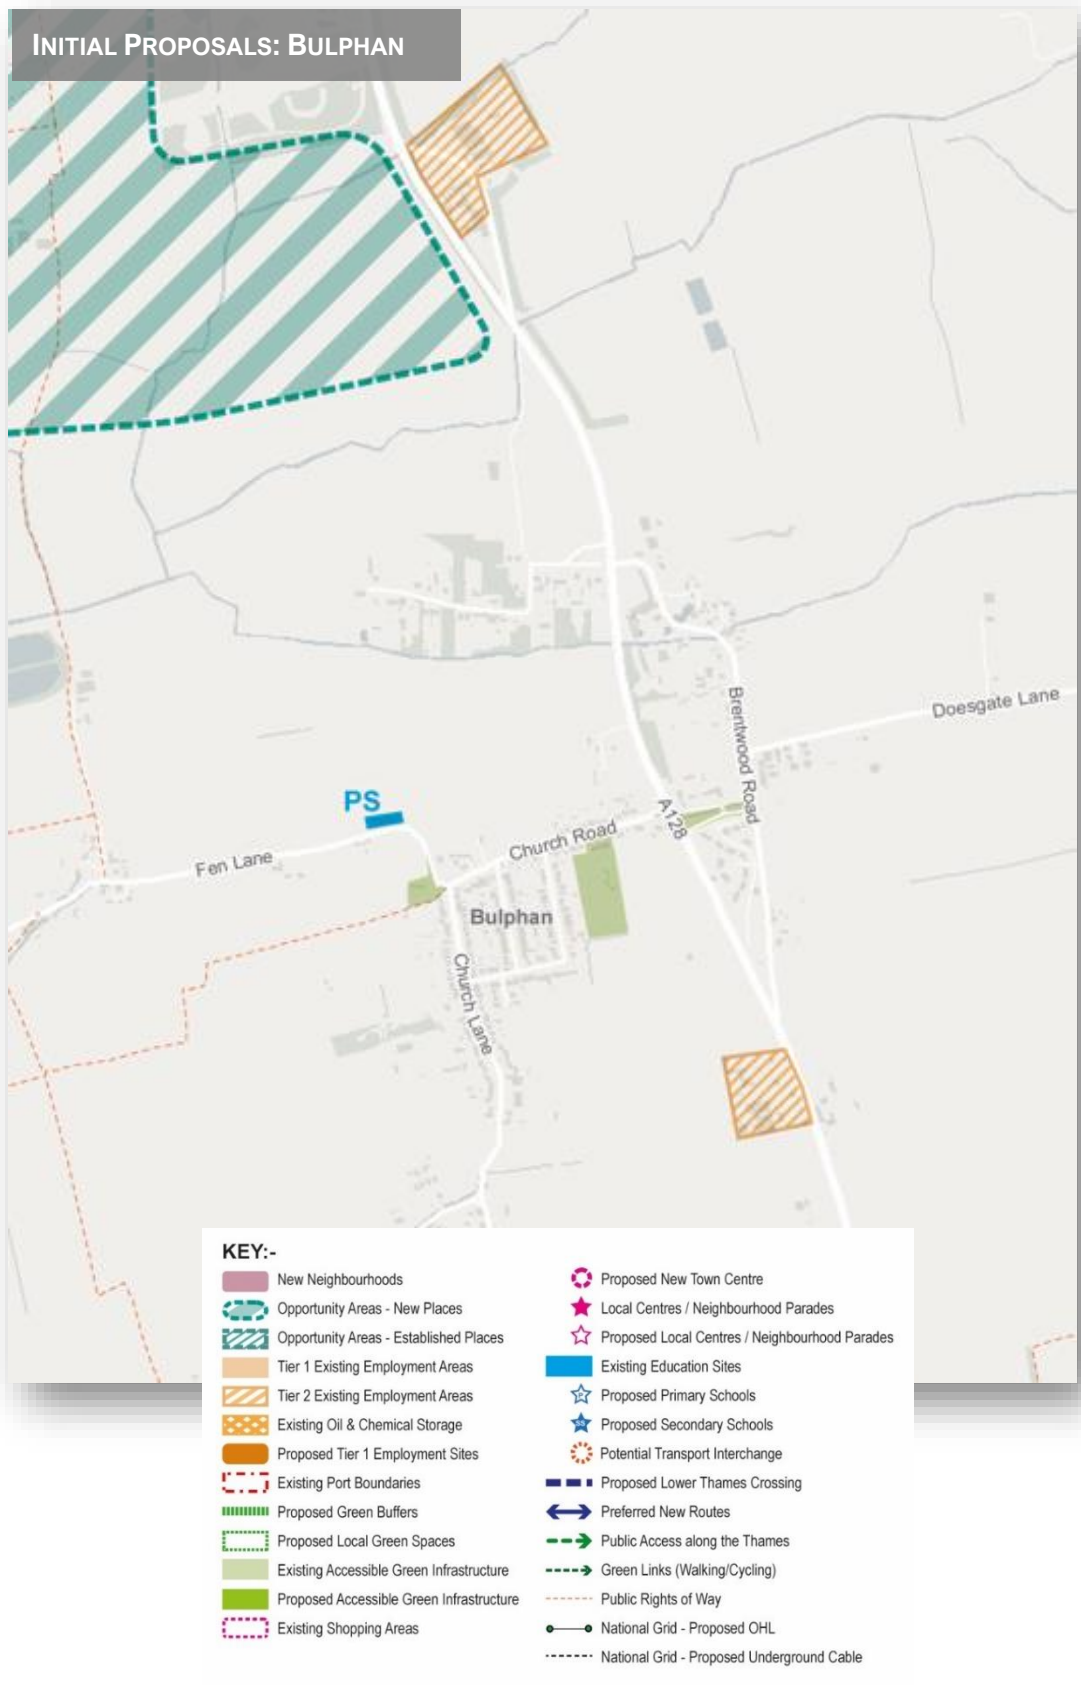 INITIAL PROPOSALS: BULPHAN
Doesgate Lane
Brentwood Road
PS
A128
Church Road
Fen Lane
Bulphan
Church Lane
KEY:-
New Neighbourhoods
Opportunity Areas - New Places
Opportunity Areas - Established Places
Tier 1 Existing Employment Areas
Tier 2 Existing Employment Areas
Existing Oil & Chemical Storage
Proposed Tier 1 Employment Sites
Existing Port Boundaries
Proposed Green Buffers
Proposed Local Green Spaces
Existing Accessible Green Infrastructure
Proposed Accessible Green Infrastructure
Existing Shopping Areas
Proposed New Town Centre
Local Centres / Neighbourhood Parades
Proposed Local Centres / Neighbourhood Parades
Existing Education Sites
P Proposed Primary Schools
SS Proposed Secondary Schools
Potential Transport Interchange
Proposed Lower Thames Crossing
Preferred New Routes
Public Access along the Thames
Green Links (Walking/Cycling)
Public Rights of Way
National Grid - Proposed OHL
National Grid - Proposed Underground Cable